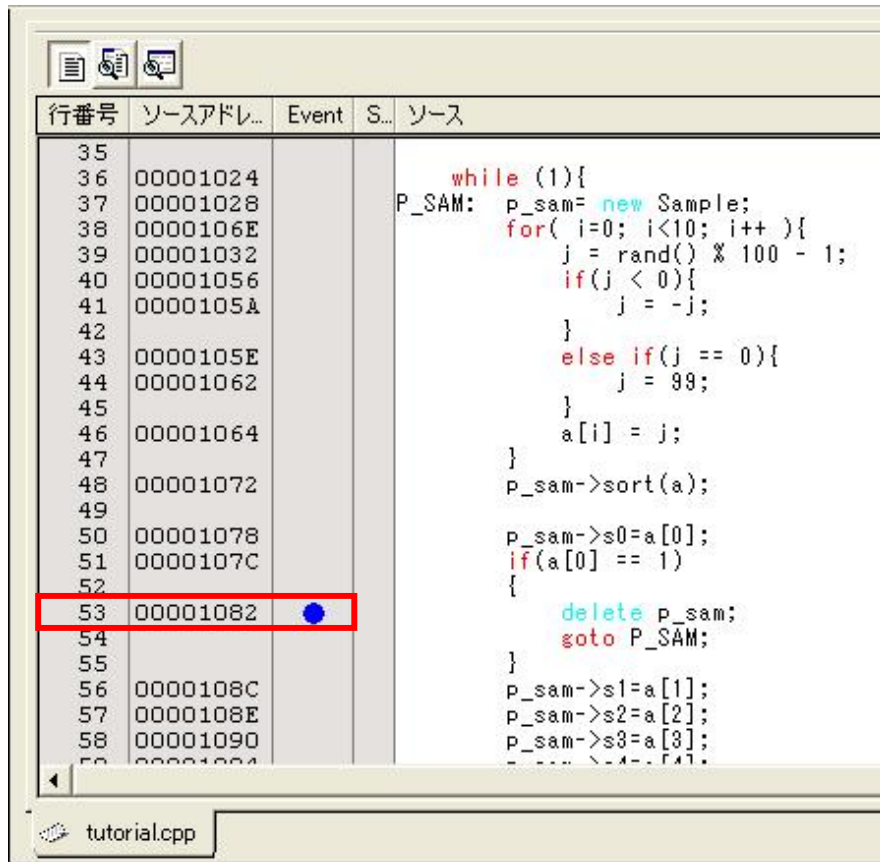 行番号 ソースアドレ... Event S... ソース
35
36 00001024 while (1){
37 00001028 P_SAM: p_sam= new Sample;
38 0000106E for( i=0; i<10; i++ ){
39 00001032 j = rand() % 100 - 1;
40 00001056 if(j < 0){
41 0000105A j = -j;
42 }
43 0000105E else if(j == 0){
44 00001062 j = 99;
45 }
46 00001064 a[i] = j;
47 }
48 00001072 p_sam->sort(a);
49
50 00001078 p_sam->s0=a[0];
51 0000107C if(a[0] == 1)
52 {
53 00001082 delete p_sam;
54 goto P_SAM;
55 }
56 0000108C p_sam->s1=a[1];
57 0000108E p_sam->s2=a[2];
58 00001090 p_sam->s3=a[3];
tutorial.cpp